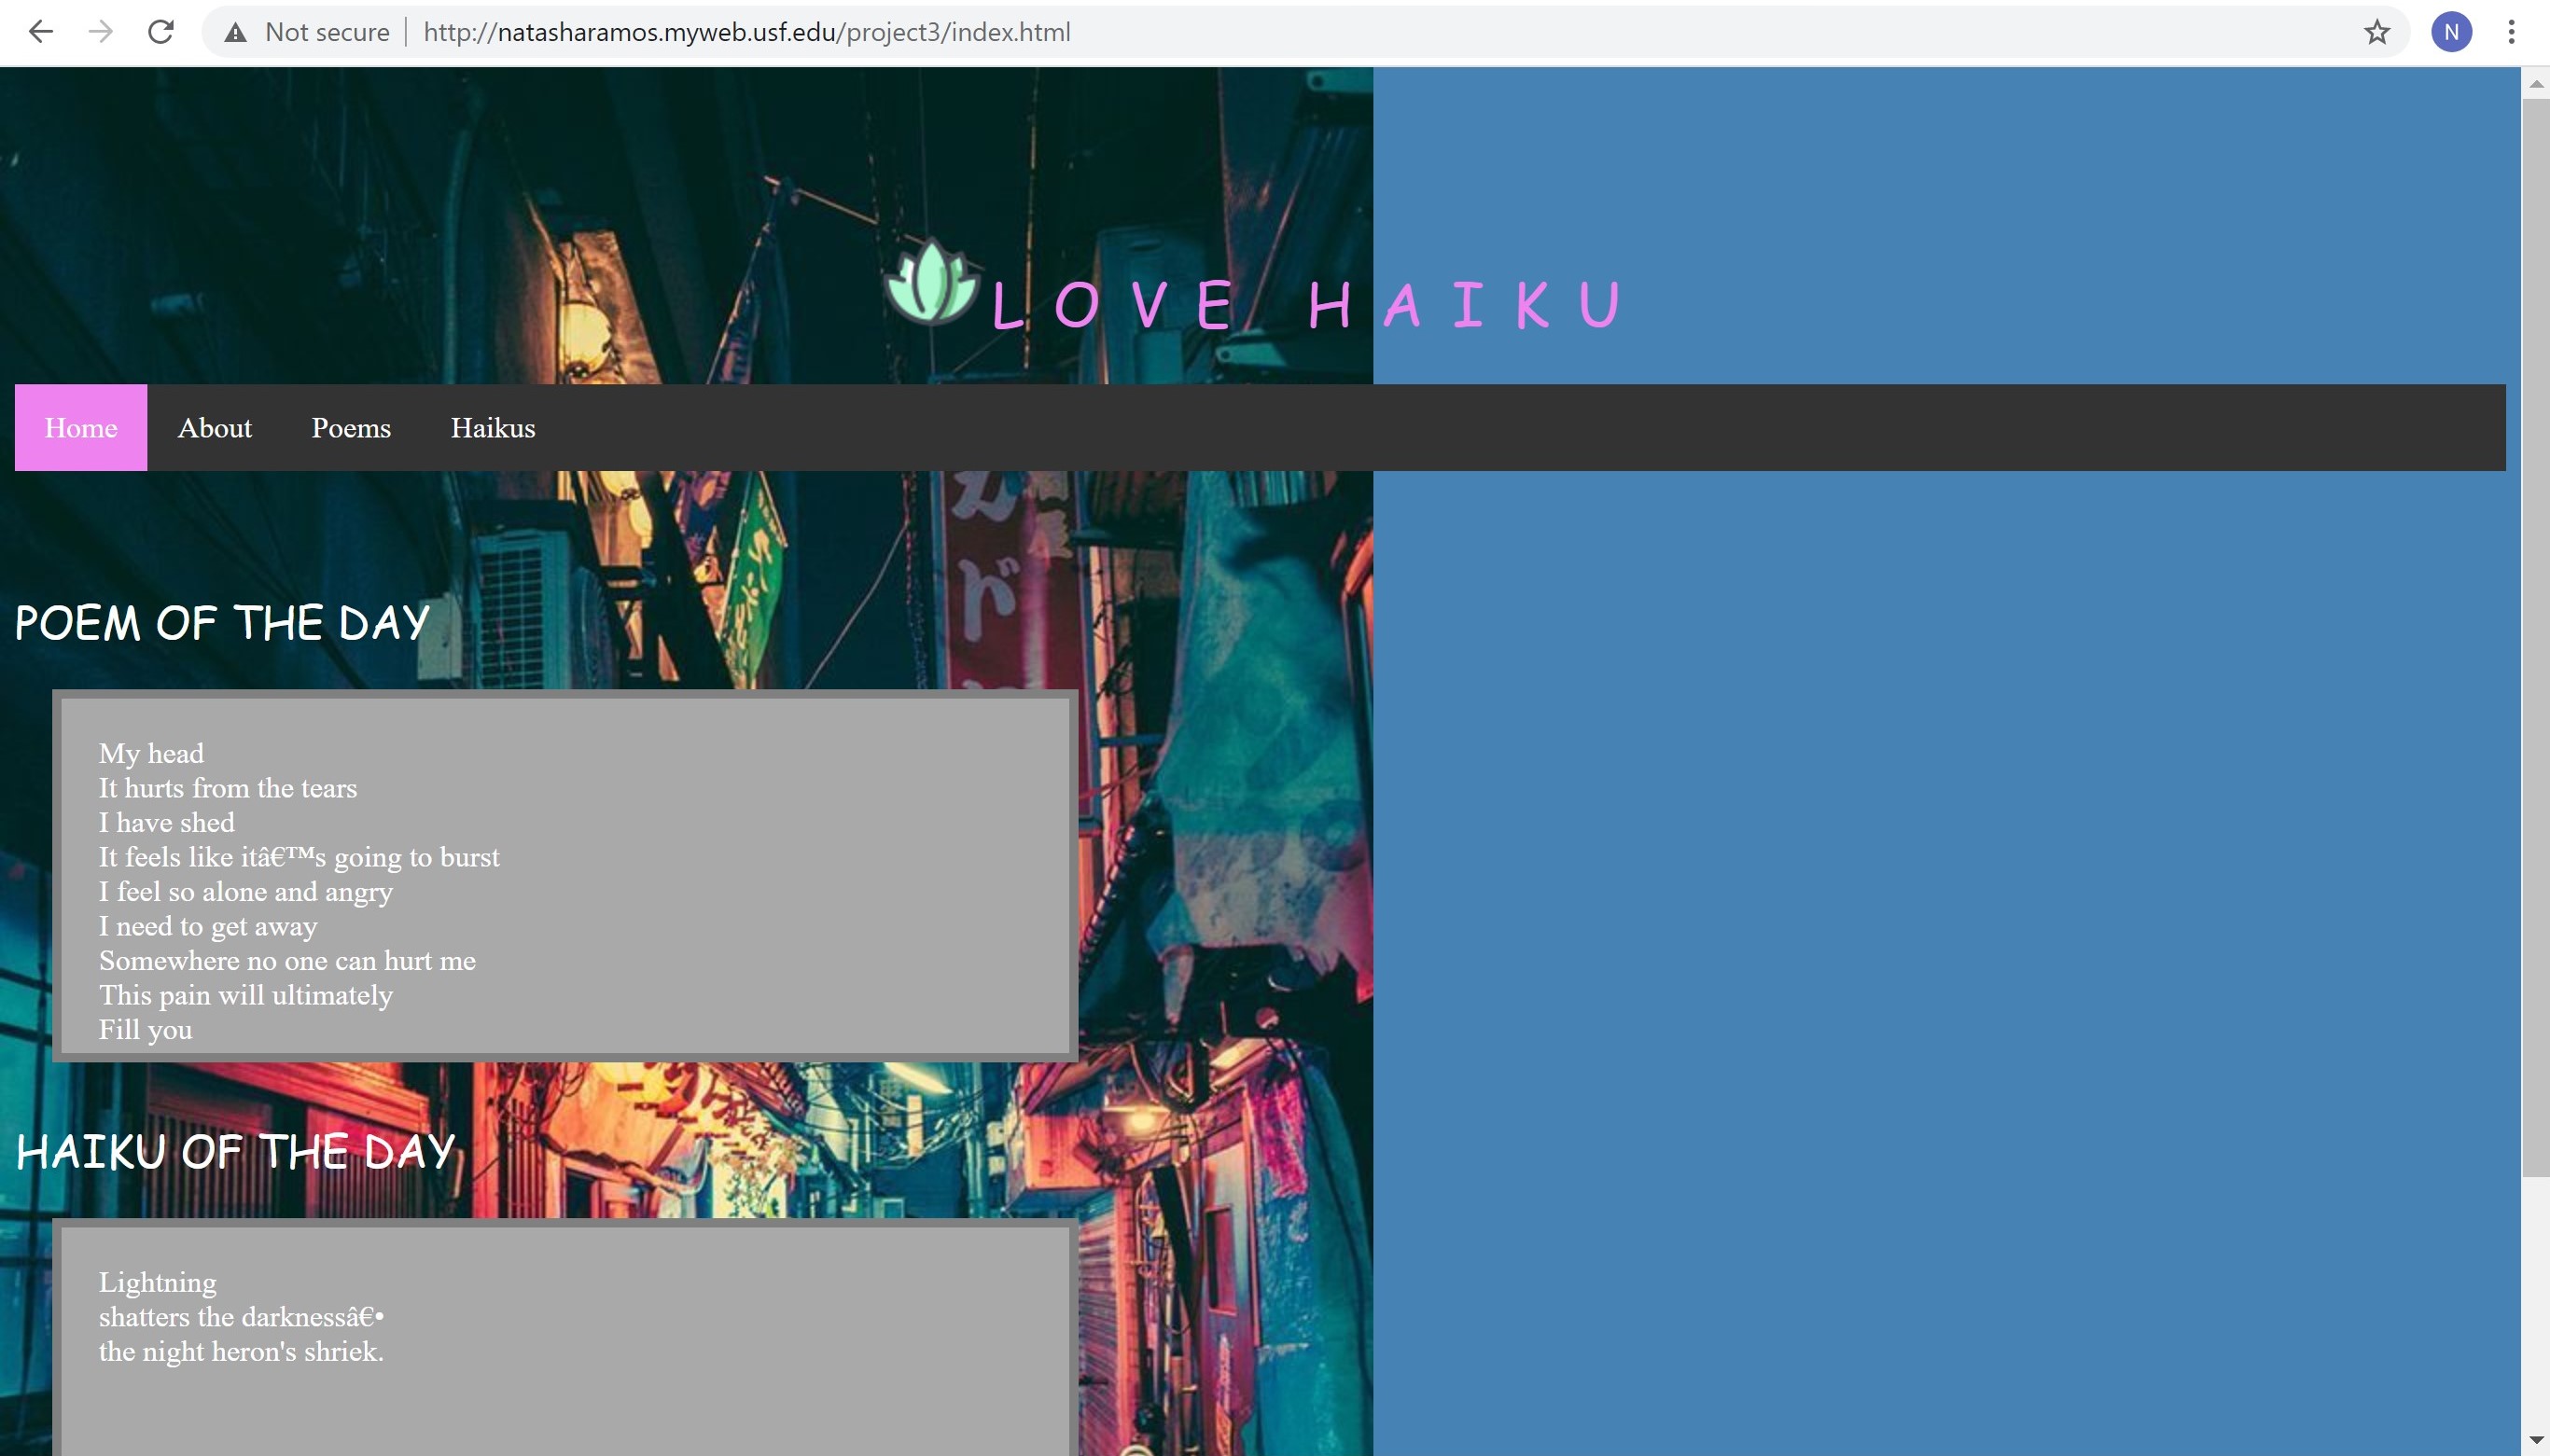 Not secure
http://natasharamos.myweb.usf.edu/project3/index.html
N
LOVE HAIKU
Home
About
Poems
Haikus
ド
POEM OF THE DAY
My head
It hurts from the tears
I have shed
It feels like itâ€™s going to burst
I feel so alone and angry
I need to get away
Somewhere no one can hurt me
This pain will ultimately
Fill you
HAIKU OF THE DAY
Lightning
shatters the darknessâ€•
the night heron's shriek.